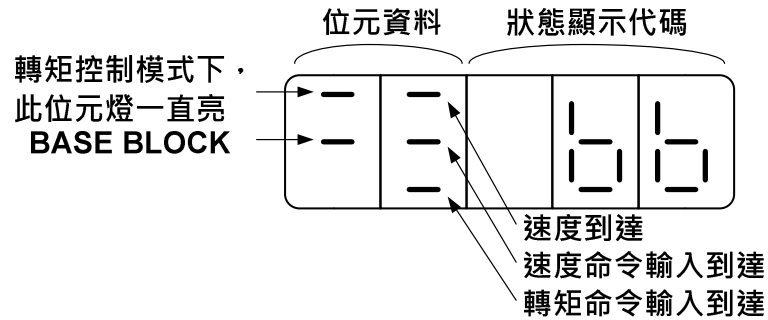 位元資料
狀態顯示代碼
轉矩控制模式下，
此位元燈一直亮
BASE BLOCK
bb
速度到達
速度命令輸入到達
轉矩命令輸入到達